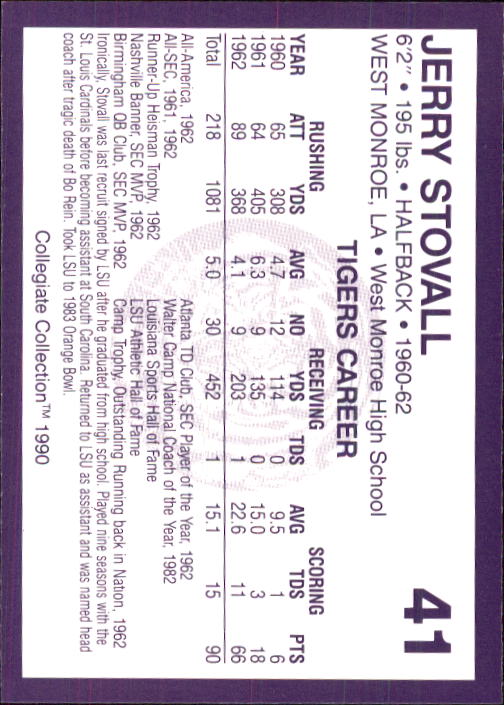 JERRY STOVALL 41
6'2" • 195 lbs. • HALFBACK • 1960-62
WEST MONROE, LA • West Monroe High School
TIGERS CAREER
RUSHING RECEIVING SCORING
YEAR ATT YDS AVG NO YDS TDS AVG TDS PTS
1960 65 308 4.7 12 114 0 9.5 1 6
1961 64 405 6.3 9 135 0 15.0 3 18
1962 89 368 4.1 9 203 1 22.6 11 66
Total 218 1081 5.0 30 452 1 15.1 15 90
All-America, 1962 Atlanta TD Club, SEC Player of the Year, 1962
All-SEC, 1961, 1962 Walter Camp National Coach of the Year, 1982
Runner-Up Heisman Trophy, 1962 Louisiana Sports Hall of Fame
Nashville Banner, SEC MVP, 1962 LSU Athletic Hall of Fame
Birmingham QB Club, SEC MVP, 1962 Camp Trophy, Outstanding Running back in Nation, 1962
Ironically, Stovall was last recruit signed by LSU after he graduated from high school. Played nine seasons with the
St. Louis Cardinals before becoming assistant at South Carolina. Returned to LSU as assistant and was named head
coach after tragic death of Bo Rein. Took LSU to 1983 Orange Bowl.
Collegiate Collection™ 1990